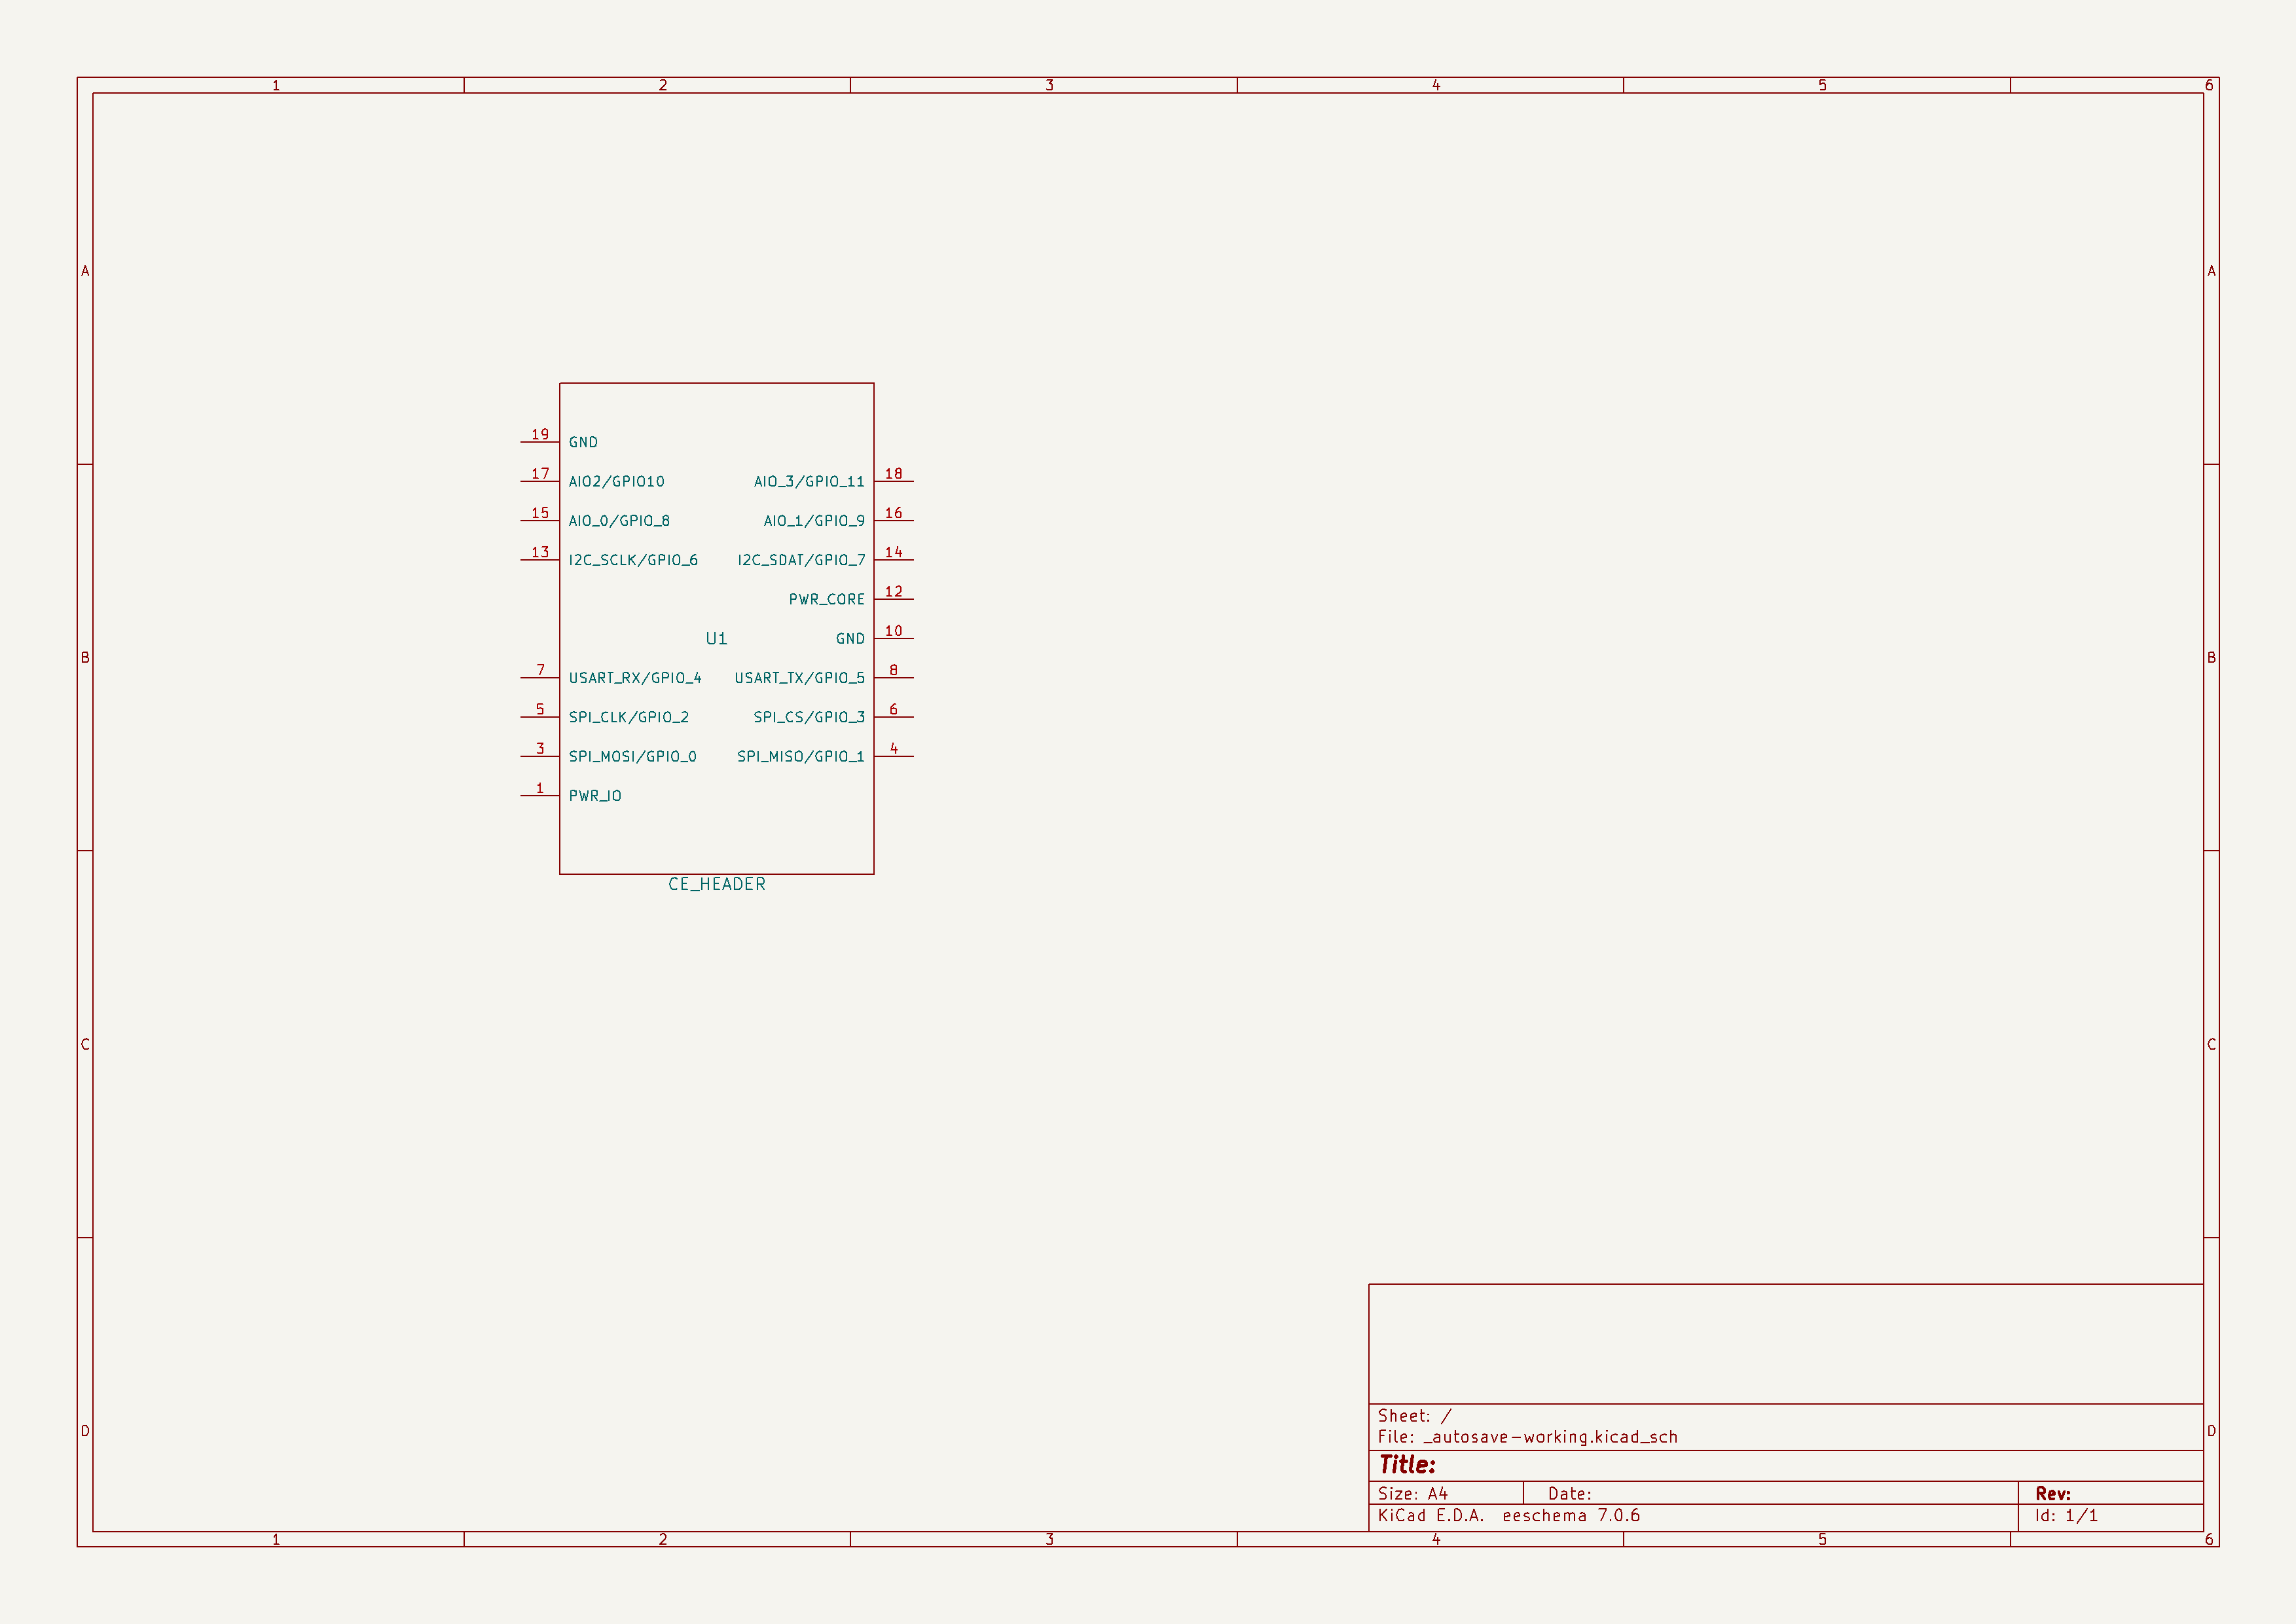 1 2 3 4 5 6
A A
19 GND
17 AIO2/GPIO10 AIO_3/GPIO_11 18
15 AIO_0/GPIO_8 AIO_1/GPIO_9 16
13 I2C_SCLK/GPIO_6 I2C_SDAT/GPIO_7 14
PWR_CORE 12
U1 GND 10
B B
7 USART_RX/GPIO_4 USART_TX/GPIO_5 8
5 SPI_CLK/GPIO_2 SPI_CS/GPIO_3 6
3 SPI_MOSI/GPIO_0 SPI_MISO/GPIO_1 4
1 PWR_IO
CE_HEADER
C C
Sheet: /
D File: _autosave-working.kicad_sch D
Title:
Size: A4 Date: Rev:
KiCad E.D.A. eeschema 7.0.6 Id: 1/1
1 2 3 4 5 6